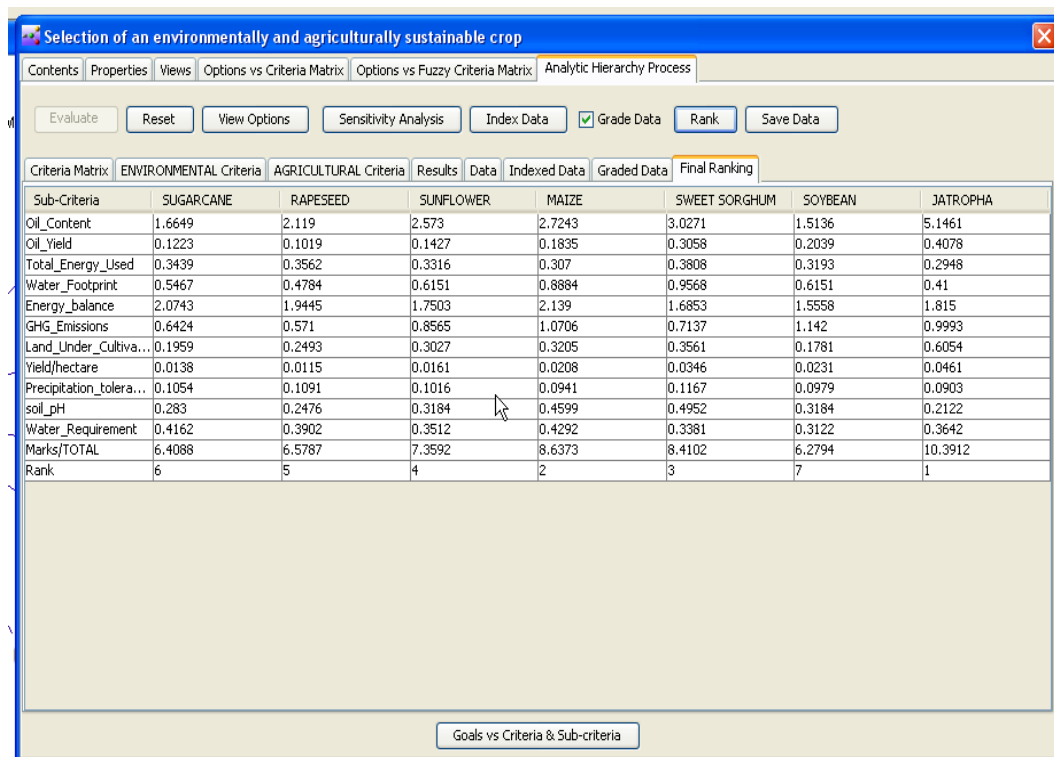 Selection of an environmentally and agriculturally sustainable crop
Contents Properties Views Options vs Criteria Matrix Options vs Fuzzy Criteria Matrix Analytic Hierarchy Process
Evaluate Reset View Options Sensitivity Analysis Index Data Grade Data Rank Save Data
Criteria Matrix ENVIRONMENTAL Criteria AGRICULTURAL Criteria Results Data Indexed Data Graded Data Final Ranking
Sub-Criteria SUGARCANE RAPESEED SUNFLOWER MAIZE SWEET SORGHUM SOYBEAN JATROPHA
Oil_Content 1.6649 2.119 2.573 2.7243 3.0271 1.5136 5.1461
Oil_Yield 0.1223 0.1019 0.1427 0.1835 0.3058 0.2039 0.4078
Total_Energy_Used 0.3439 0.3562 0.3316 0.307 0.3808 0.3193 0.2948
Water_Footprint 0.5467 0.4784 0.6151 0.8884 0.9568 0.6151 0.41
Energy_balance 2.0743 1.9445 1.7503 2.139 1.6853 1.5558 1.815
GHG_Emissions 0.6424 0.571 0.8565 1.0706 0.7137 1.142 0.9993
Land_Under_Cultiva... 0.1959 0.2493 0.3027 0.3205 0.3561 0.1781 0.6054
Yield/hectare 0.0138 0.0115 0.0161 0.0208 0.0346 0.0231 0.0461
Precipitation_tolera... 0.1054 0.1091 0.1016 0.0941 0.1167 0.0979 0.0903
soil_pH 0.283 0.2476 0.3184 0.4599 0.4952 0.3184 0.2122
Water_Requirement 0.4162 0.3902 0.3512 0.4292 0.3381 0.3122 0.3642
Marks/TOTAL 6.4088 6.5787 7.3592 8.6373 8.4102 6.2794 10.3912
Rank 6 5 4 2 3 7 1
Goals vs Criteria & Sub-criteria